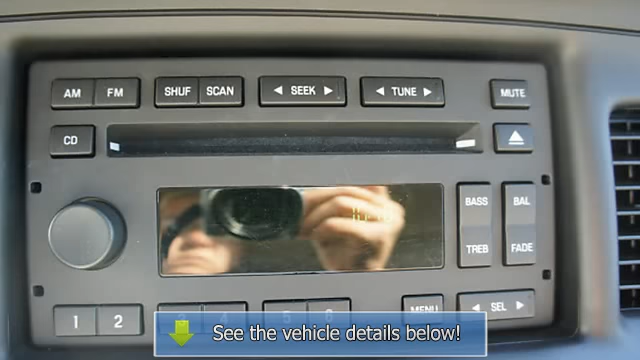 AM FM SHUF SCAN ◄ SEEK ► ◄ TUNE ► MUTE
CD
BASS BAL
TREB FADE
1 2 5 6 MENU ◄ SEL ►
See the vehicle details below!